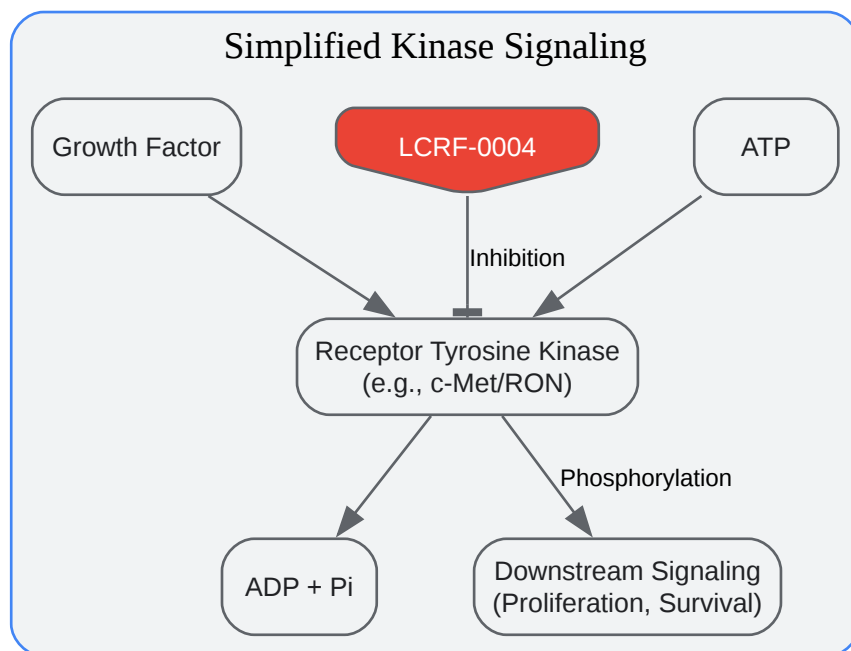 Simplified Kinase Signaling
Growth Factor
LCRF-0004
ATP
Inhibition
Receptor Tyrosine Kinase
(e.g., c-Met/RON)
Phosphorylation
ADP + Pi
Downstream Signaling
(Proliferation, Survival)